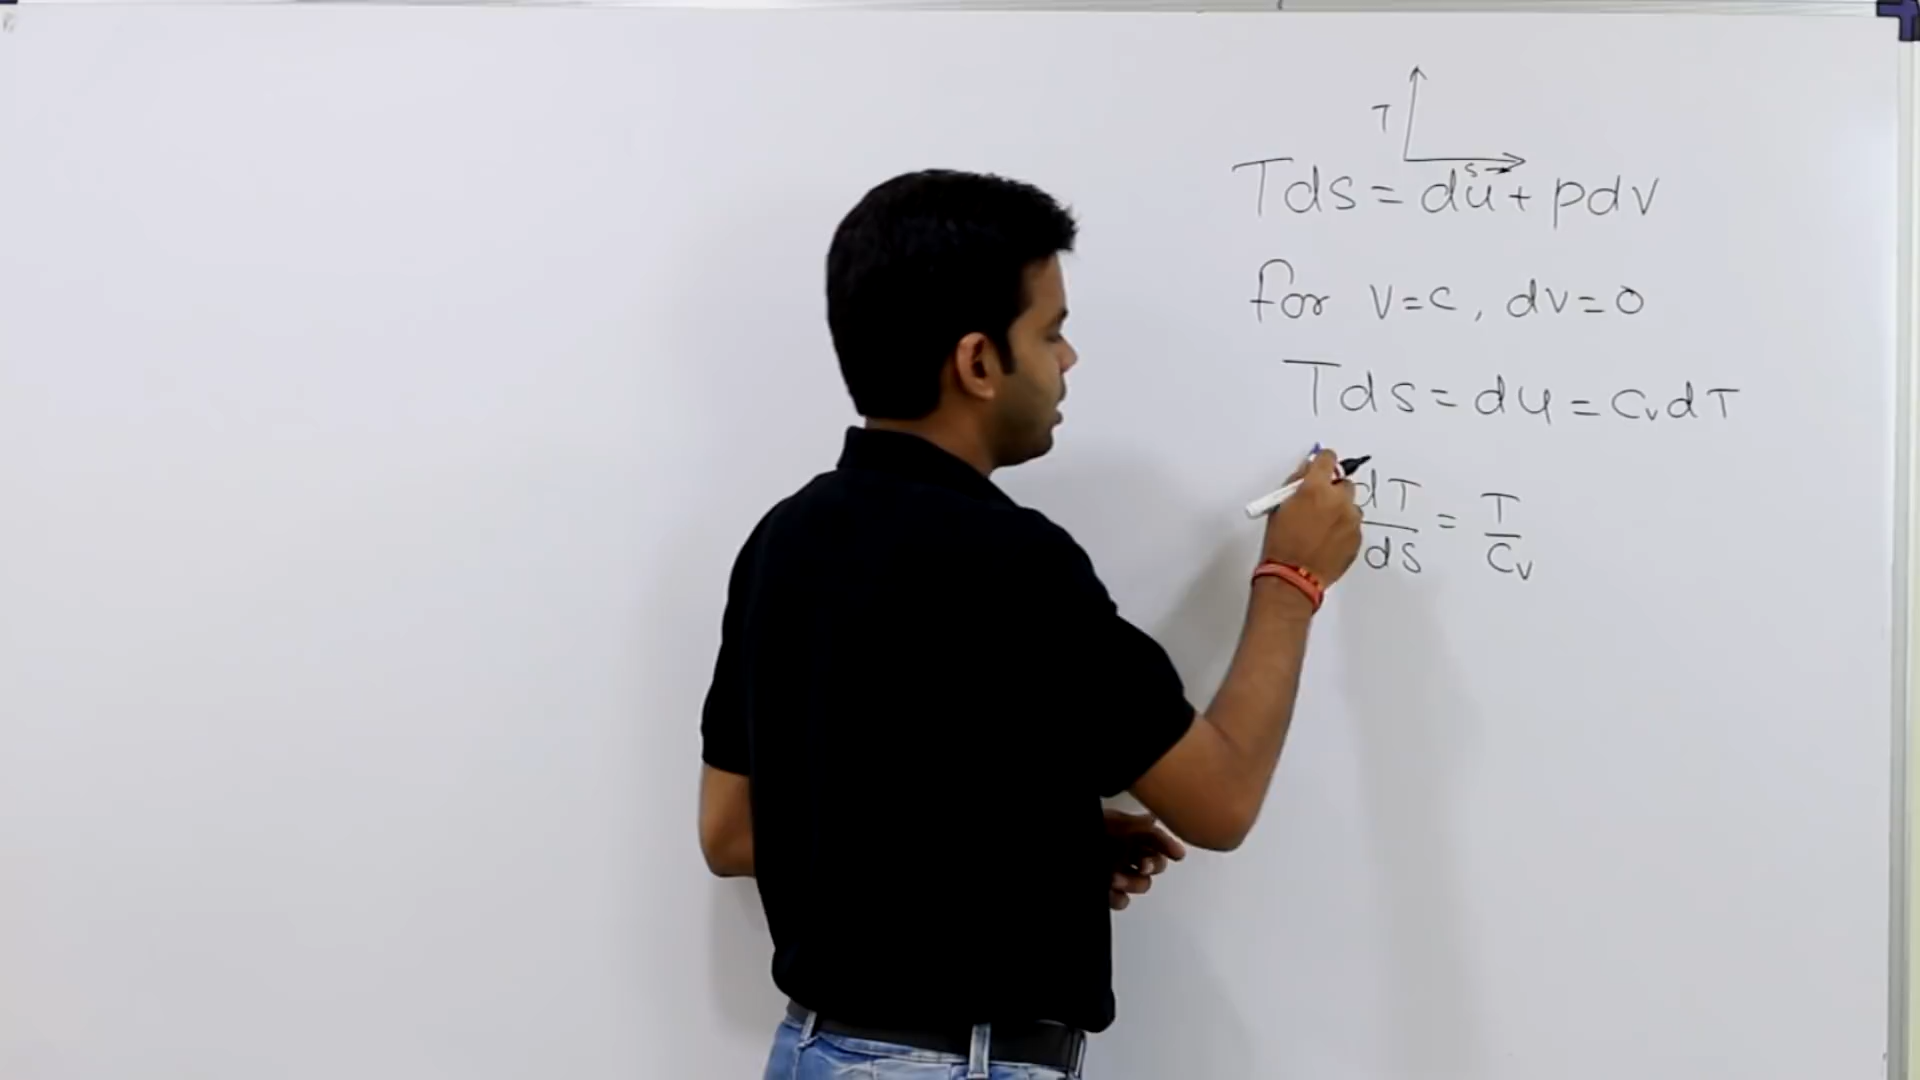 T
s
Tds = du + pdv
for v=c, dv=0
Tds = du = CvdT
dT/ds = T/Cv